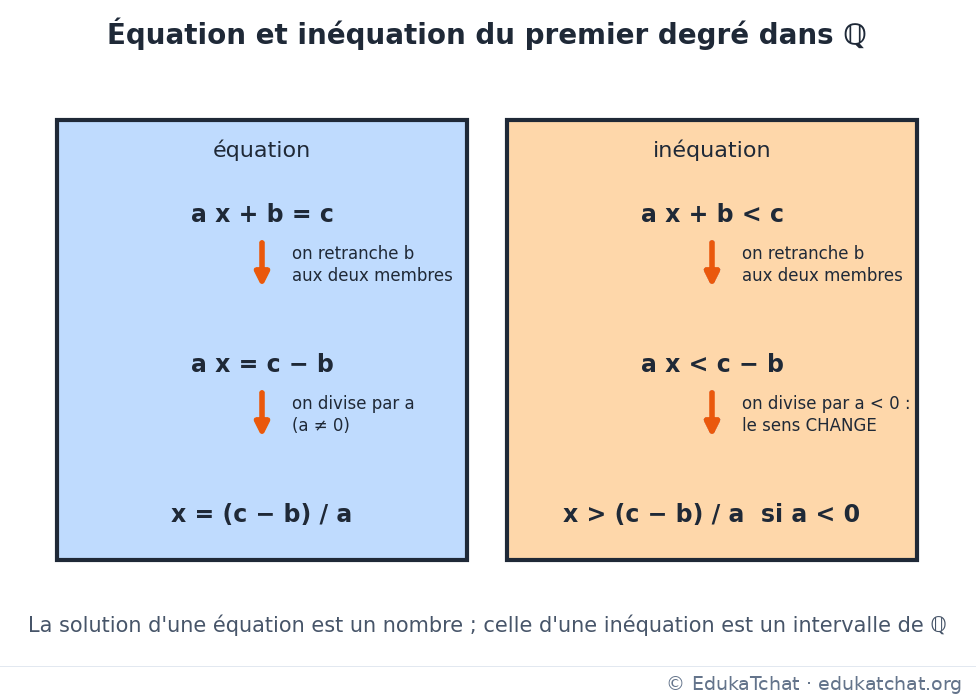 Équation et inéquation du premier degré dans ℚ
équation
a x + b = c
on retranche b
aux deux membres
a x = c − b
on divise par a
(a ≠ 0)
x = (c − b) / a
inéquation
a x + b < c
on retranche b
aux deux membres
a x < c − b
on divise par a < 0 :
le sens CHANGE
x > (c − b) / a  si a < 0
La solution d'une équation est un nombre ; celle d'une inéquation est un intervalle de ℚ
© EdukaTchat · edukatchat.org